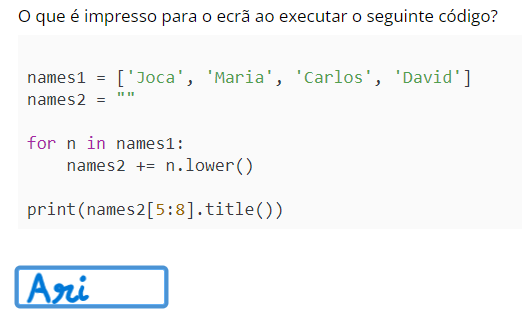 O que é impresso para o ecrã ao executar o seguinte código?
names1 = ['Joca', 'Maria', 'Carlos', 'David']
names2 = ""
for n in names1:
    names2 += n.lower()
print(names2[5:8].title())
Ari